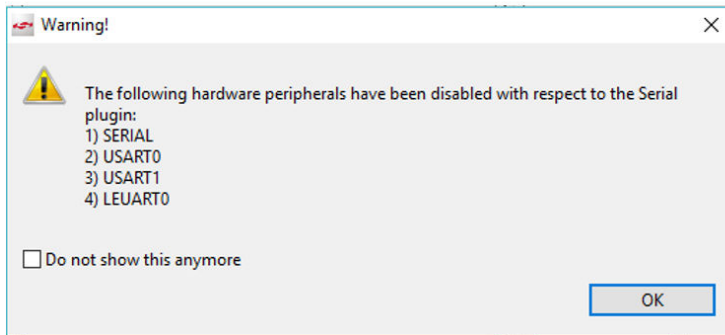 Warning!
The following hardware peripherals have been disabled with respect to the Serial
plugin:
1) SERIAL
2) USART0
3) USART1
4) LEUART0
Do not show this anymore
OK